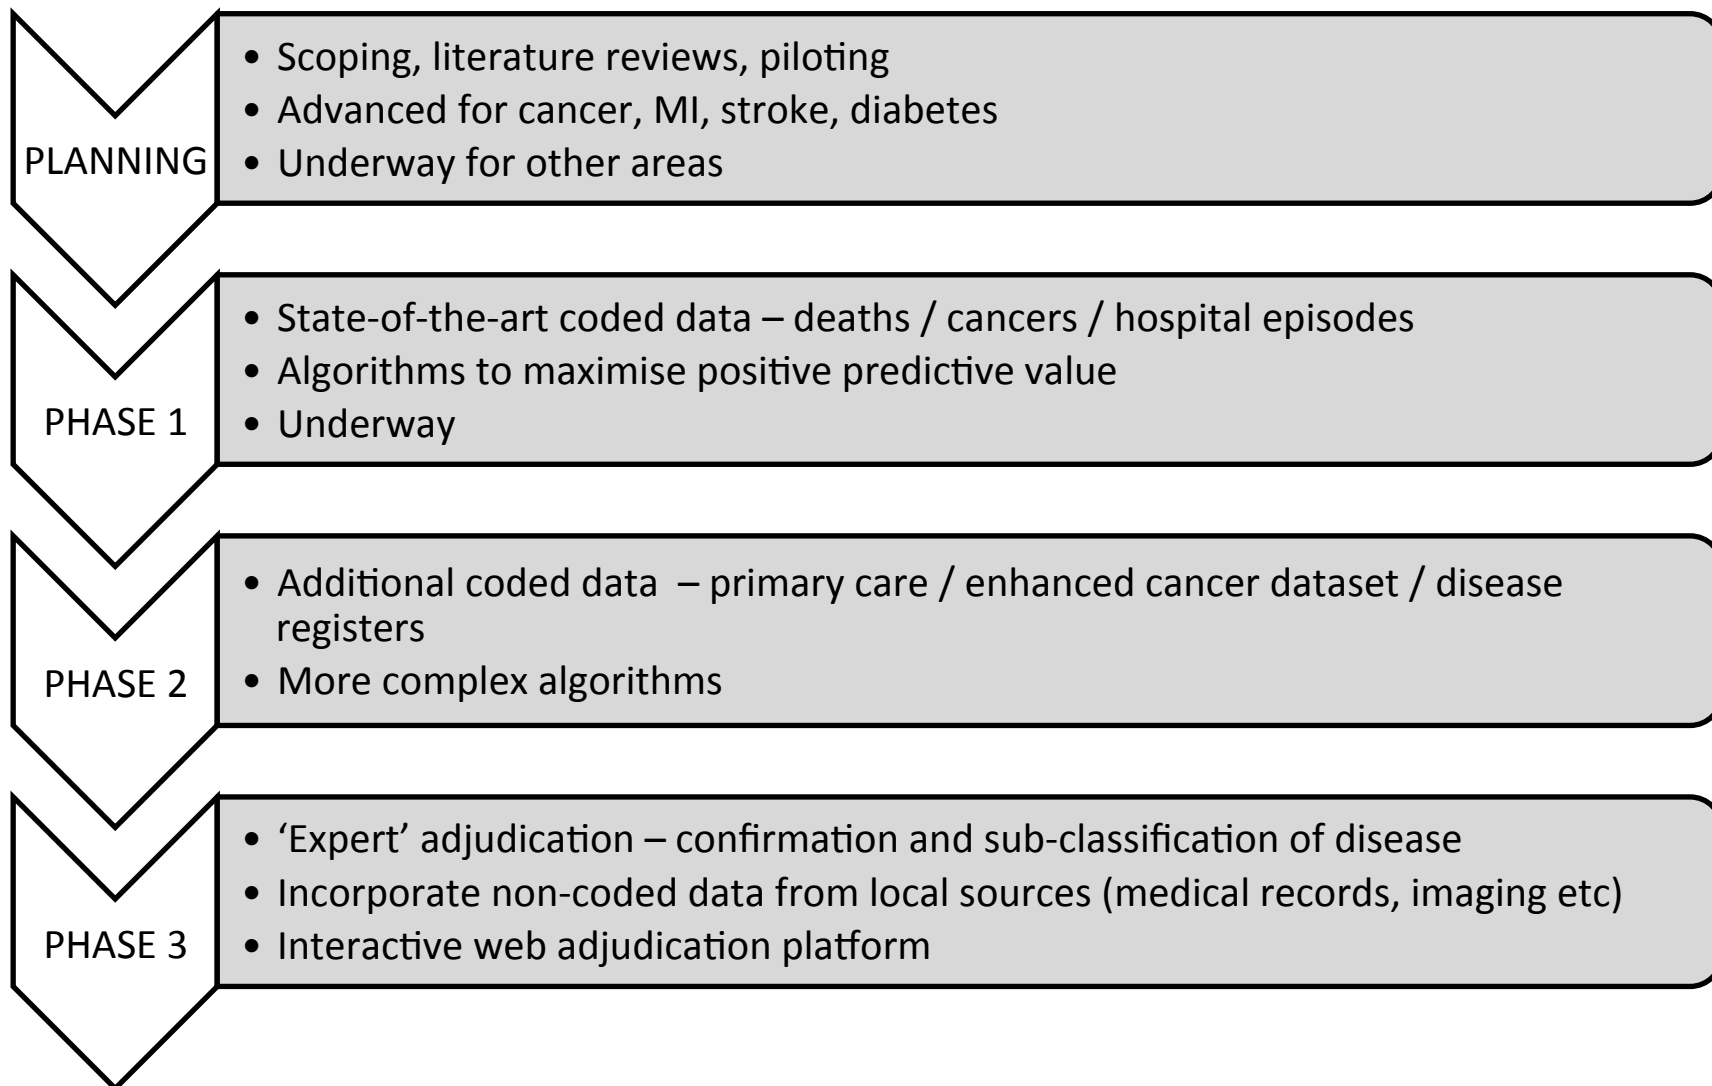 PLANNING
• Scoping, literature reviews, piloting
• Advanced for cancer, MI, stroke, diabetes
• Underway for other areas
PHASE 1
• State-of-the-art coded data – deaths / cancers / hospital episodes
• Algorithms to maximise positive predictive value
• Underway
PHASE 2
• Additional coded data – primary care / enhanced cancer dataset / disease
registers
• More complex algorithms
PHASE 3
• ‘Expert’ adjudication – confirmation and sub-classification of disease
• Incorporate non-coded data from local sources (medical records, imaging etc)
• Interactive web adjudication platform